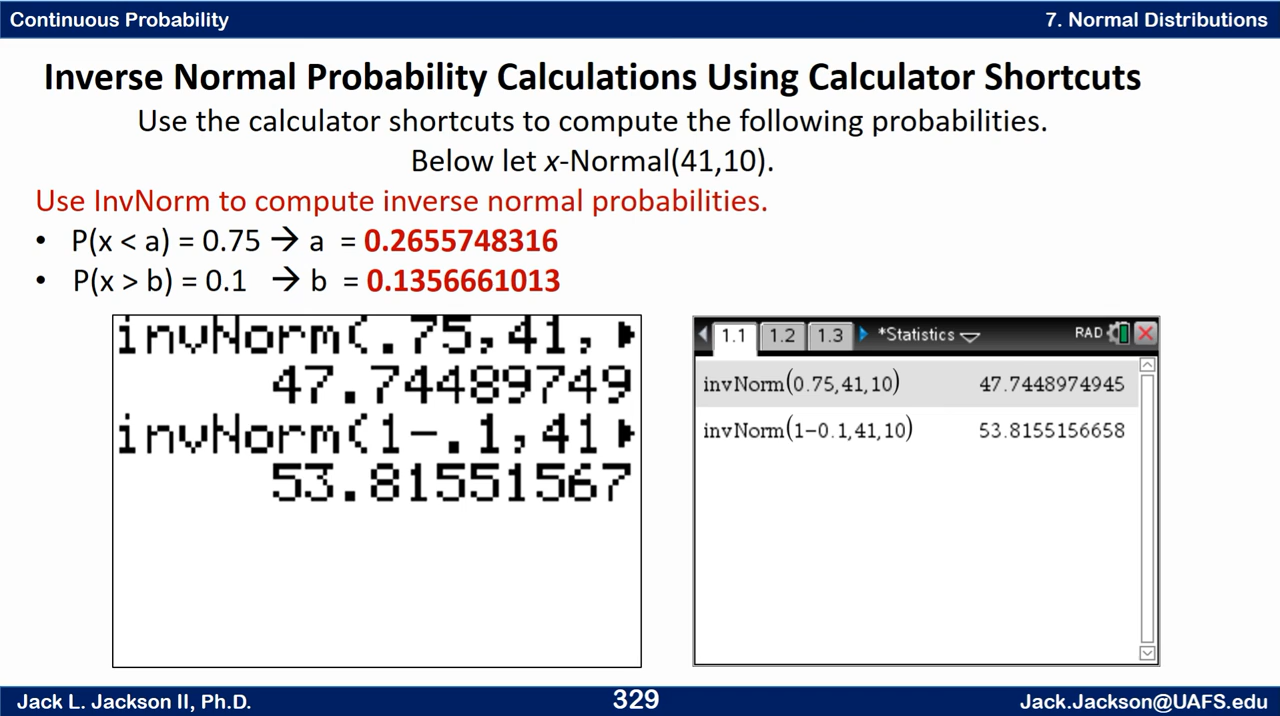 Continuous Probability
7. Normal Distributions
Inverse Normal Probability Calculations Using Calculator Shortcuts
Use the calculator shortcuts to compute the following probabilities.
Below let x-Normal(41,10).
Use InvNorm to compute inverse normal probabilities.
• P(x < a) = 0.75 → a = 0.2655748316
• P(x > b) = 0.1 → b = 0.1356661013
invNorm(.75,41,
47.74489749
invNorm(1-.1,41
53.81551567
1.1 1.2 1.3 *Statistics RAD
invNorm(0.75,41,10) 47.7448974945
invNorm(1−0.1,41,10) 53.8155156658
Jack L. Jackson II, Ph.D.
329
Jack.Jackson@UAFS.edu